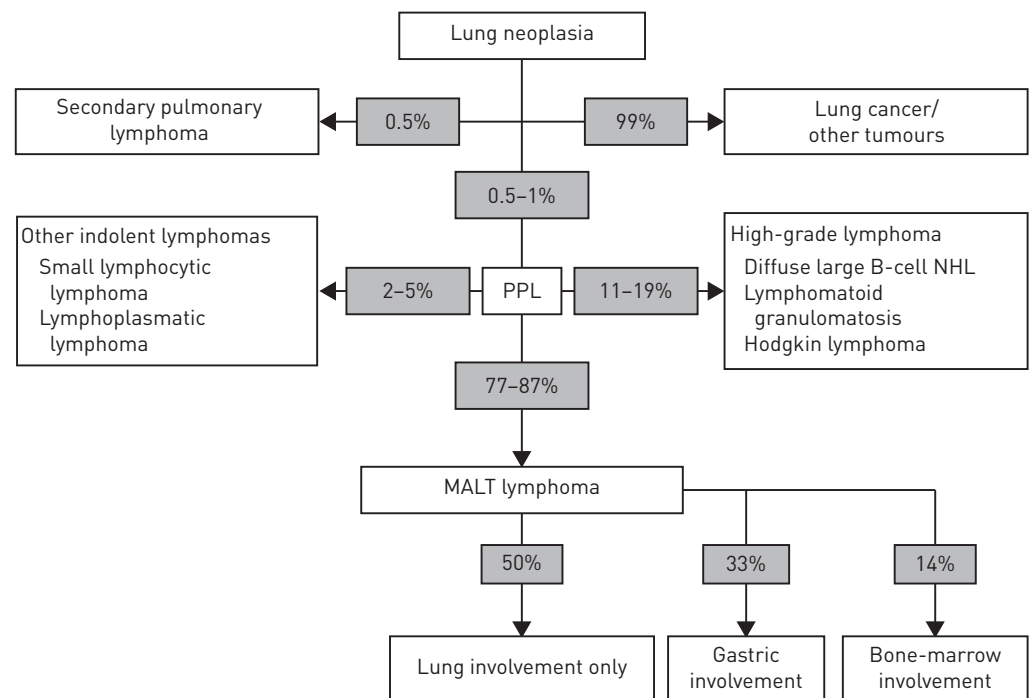 Lung neoplasia
Secondary pulmonary
lymphoma
0.5%
99%
Lung cancer/
other tumours
0.5–1%
Other indolent lymphomas
Small lymphocytic
lymphoma
Lymphoplasmatic
lymphoma
2–5%
PPL
11–19%
High-grade lymphoma
Diffuse large B-cell NHL
Lymphomatoid
granulomatosis
Hodgkin lymphoma
77–87%
MALT lymphoma
50%
33%
14%
Lung involvement only
Gastric
involvement
Bone-marrow
involvement